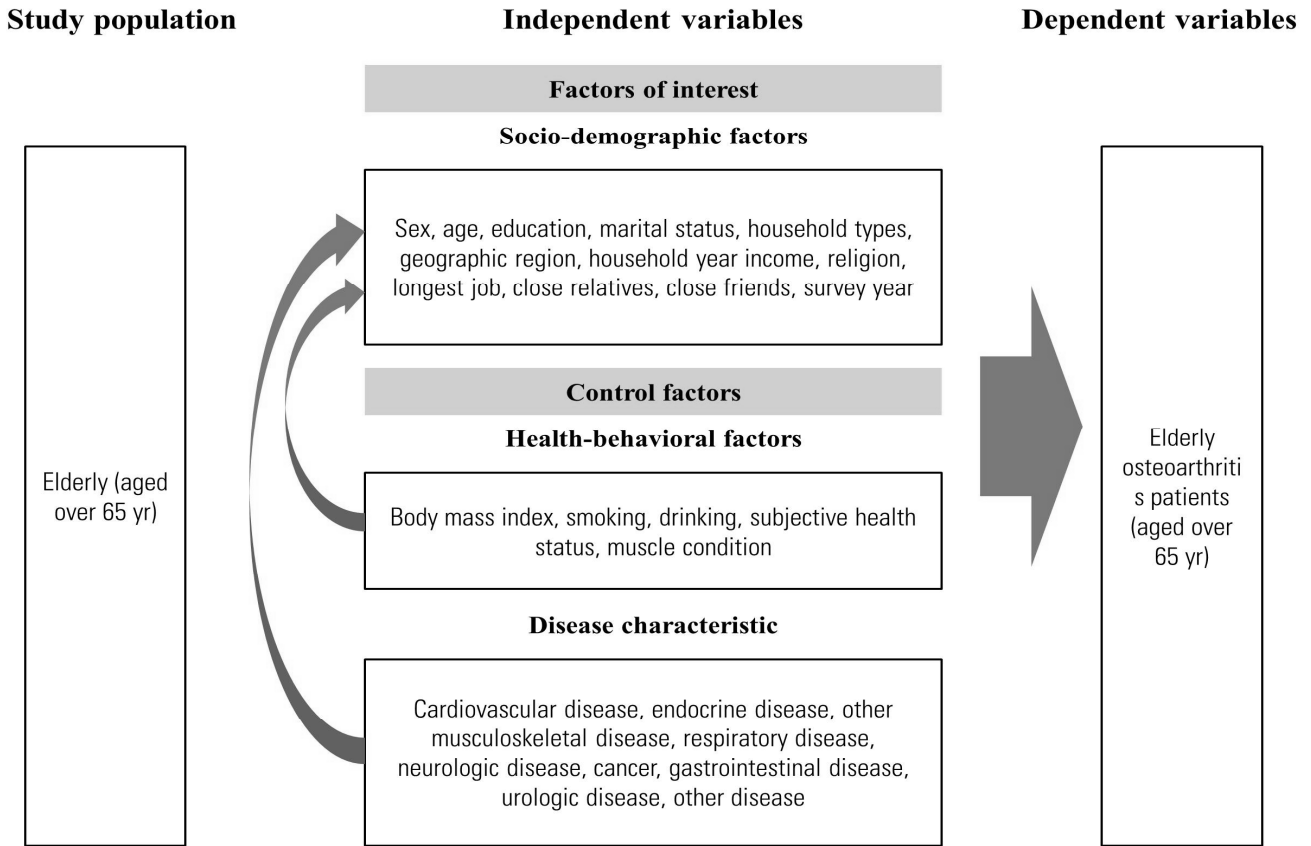 Study population
Independent variables
Dependent variables
Factors of interest
Socio-demographic factors
Sex, age, education, marital status, household types,
geographic region, household year income, religion,
longest job, close relatives, close friends, survey year
Control factors
Health-behavioral factors
Body mass index, smoking, drinking, subjective health
status, muscle condition
Disease characteristic
Cardiovascular disease, endocrine disease, other
musculoskeletal disease, respiratory disease,
neurologic disease, cancer, gastrointestinal disease,
urologic disease, other disease
Elderly (aged
over 65 yr)
Elderly
osteoarthriti
s patients
(aged over
65 yr)